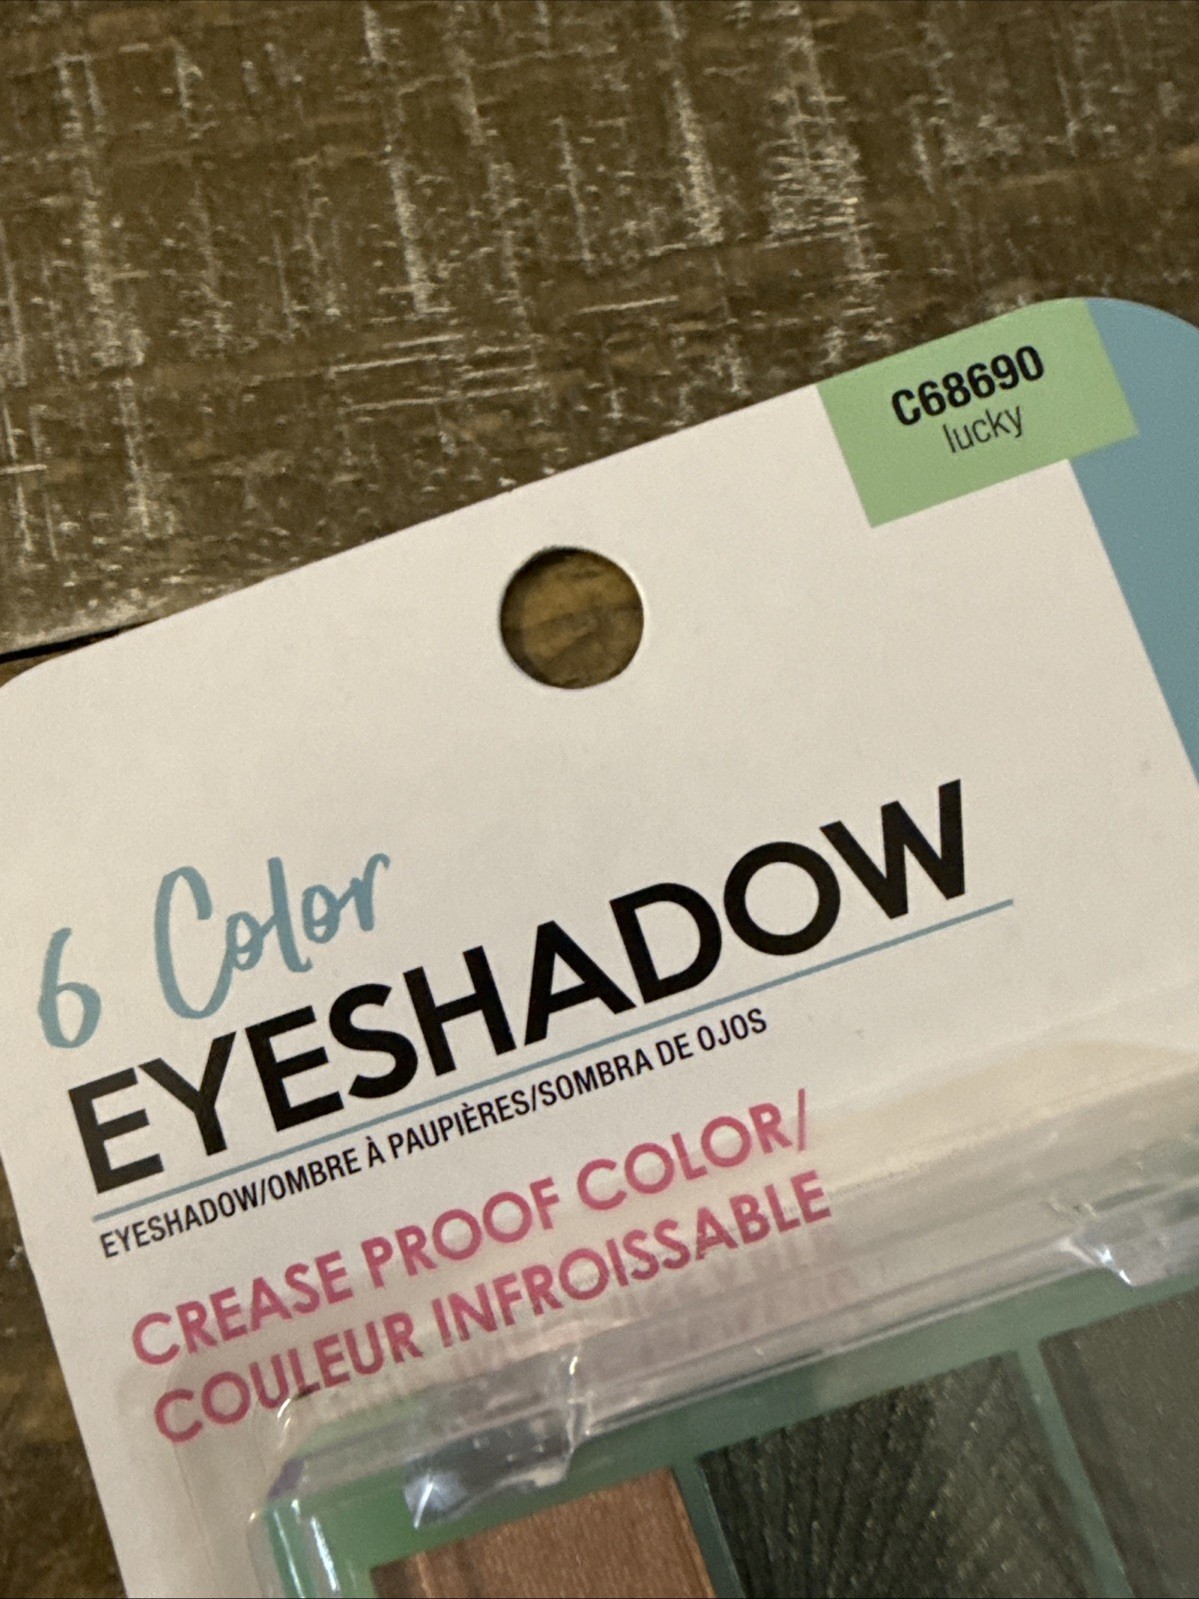 C68690
lucky
6 Color
EYESHADOW
EYESHADOW/OMBRE À PAUPIÈRES/SOMBRA DE OJOS
CREASE PROOF COLOR/
COULEUR INFROISSABLE